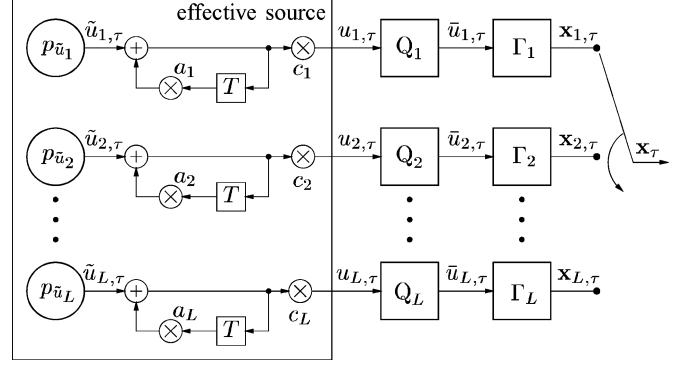 effective source
p_{ũ_1} ũ_{1,τ} + a_1 T × c_1 u_{1,τ} Q_1 ū_{1,τ} Γ_1 𝐱_{1,τ}
p_{ũ_2} ũ_{2,τ} + a_2 T × c_2 u_{2,τ} Q_2 ū_{2,τ} Γ_2 𝐱_{2,τ}
𝐱_τ
p_{ũ_L} ũ_{L,τ} + a_L T × c_L u_{L,τ} Q_L ū_{L,τ} Γ_L 𝐱_{L,τ}